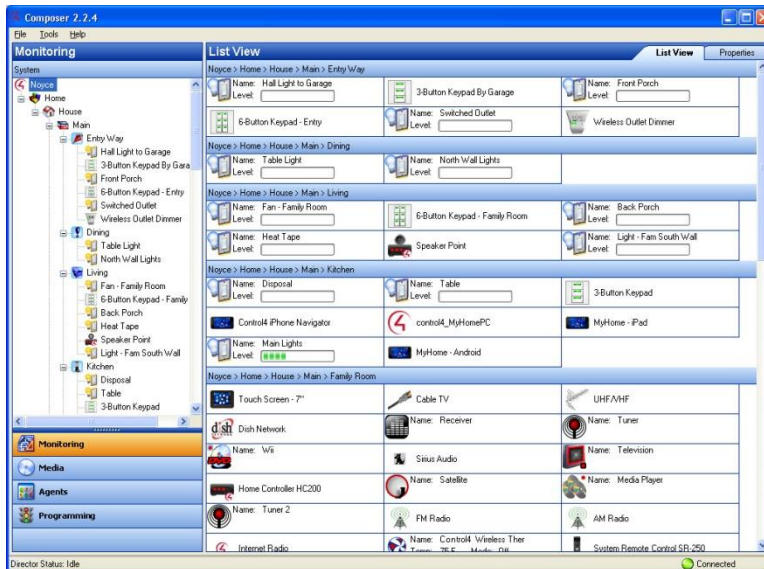 Composer 2.2.4
File Tools Help
Monitoring
System
Noyce
Home
House
Main
Entry Way
Hall Light to Garage
3-Button Keypad By Gara
Front Porch
6-Button Keypad - Entry
Switched Outlet
Wireless Outlet Dimmer
Dining
Table Light
North Wall Lights
Living
Fan - Family Room
6-Button Keypad - Family
Back Porch
Heat Tape
Speaker Point
Light - Fam South Wall
Kitchen
Disposal
Table
3-Button Keypad
Monitoring
Media
Agents
Programming
List View
List View Properties
Noyce > Home > House > Main > Entry Way
Name: Hall Light to Garage
Level:
3-Button Keypad By Garage
Name: Front Porch
Level:
6-Button Keypad - Entry
Name: Switched Outlet
Level:
Wireless Outlet Dimmer
Noyce > Home > House > Main > Dining
Name: Table Light
Level:
Name: North Wall Lights
Level:
Noyce > Home > House > Main > Living
Name: Fan - Family Room
Level:
6-Button Keypad - Family Room
Name: Back Porch
Level:
Name: Heat Tape
Level:
Speaker Point
Name: Light - Fam South Wall
Level:
Noyce > Home > House > Main > Kitchen
Name: Disposal
Level:
Name: Table
Level:
3-Button Keypad
Control4 iPhone Navigator
control4_MyHomePC
MyHome - iPad
Name: Main Lights
Level:
MyHome - Android
Noyce > Home > House > Main > Family Room
Touch Screen - 7"
Cable TV
UHF/VHF
dish
Dish Network
Name: Receiver
Name: Tuner
Name: Wii
Sirius Audio
Name: Television
Home Controller HC200
Name: Satellite
Name: Media Player
Name: Tuner 2
FM Radio
AM Radio
Internet Radio
Name: Control4 Wireless Ther
Temp: 75 F Mode: Off
System Remote Control SR-250
Director Status: Idle
Connected